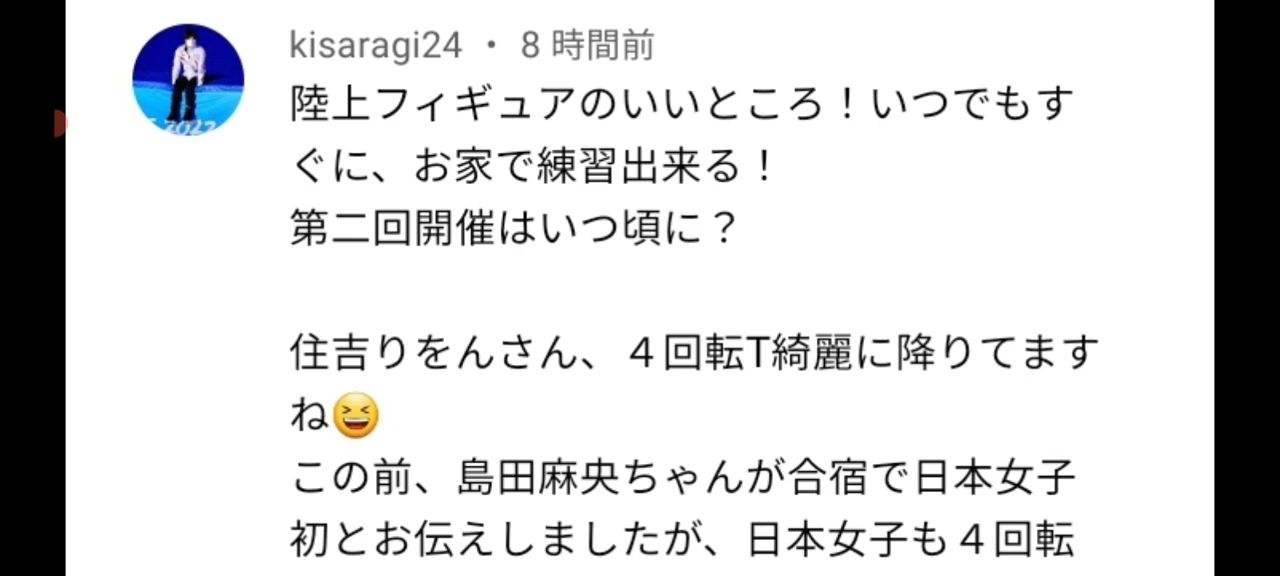 kisaragi24 • 8 時間前
陸上フィギュアのいいところ！いつでもす
ぐに、お家で練習出来る！
第二回開催はいつ頃に？
住吉りをんさん、４回転T綺麗に降りてます
ね😆
この前、島田麻央ちゃんが合宿で日本女子
初とお伝えしましたが、日本女子も４回転